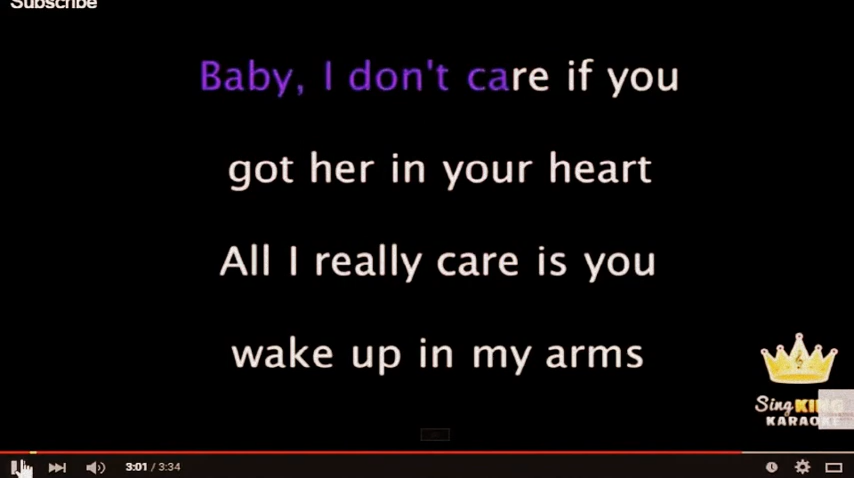 Subscribe
Baby, I don't care if you
got her in your heart
All I really care is you
wake up in my arms
Sing KING
KARAOKE
3:01 / 3:34